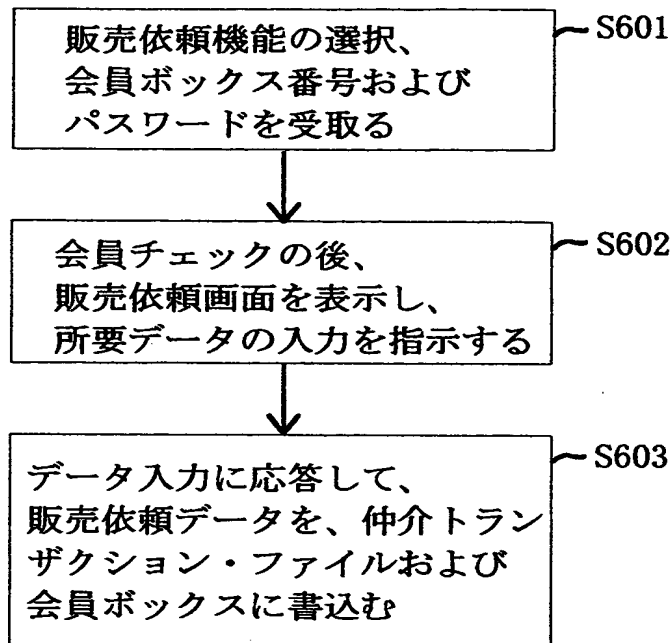 販売依頼機能の選択、
会員ボックス番号および
パスワードを受取る
S601
会員チェックの後、
販売依頼画面を表示し、
所要データの入力を指示する
S602
データ入力に応答して、
販売依頼データを、仲介トラン
ザクション・ファイルおよび
会員ボックスに書込む
S603